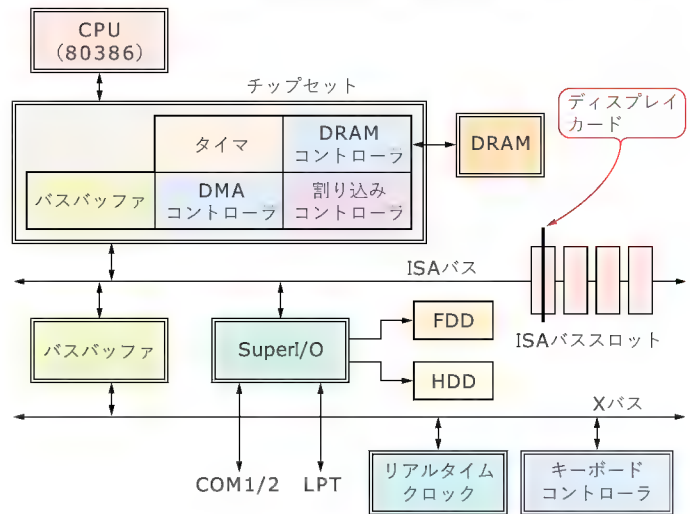 CPU
(80386)
チップセット
ディスプレイ
カード
タイマ
DRAM
コントローラ
DRAM
バスバッファ
DMA
コントローラ
割り込み
コントローラ
ISAバス
ISAバススロット
バスバッファ
SuperI/O
FDD
HDD
Xバス
COM1/2
LPT
リアルタイム
クロック
キーボード
コントローラ